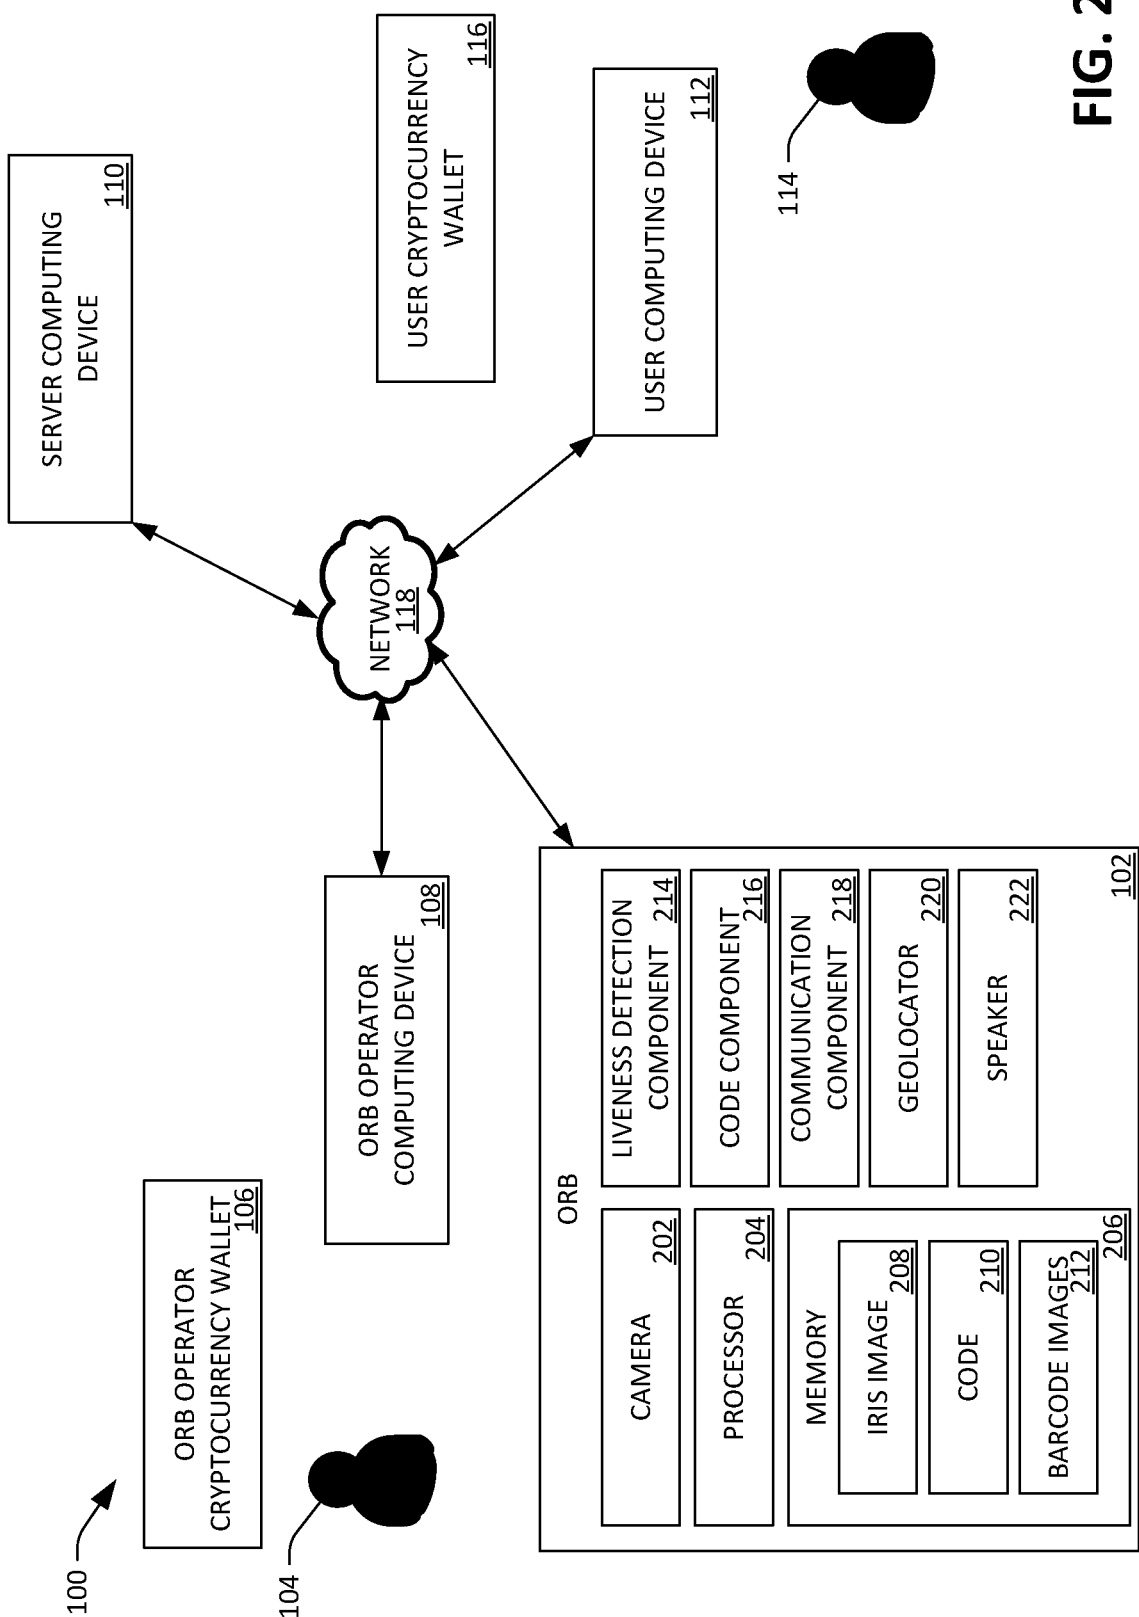 100
ORB OPERATOR
CRYPTOCURRENCY WALLET
106
104
ORB OPERATOR
COMPUTING DEVICE
108
SERVER COMPUTING
DEVICE
110
NETWORK
118
USER CRYPTOCURRENCY
WALLET
116
USER COMPUTING DEVICE
112
114
ORB
CAMERA
202
PROCESSOR
204
MEMORY
IRIS IMAGE
208
CODE
210
BARCODE IMAGES
212
206
LIVENESS DETECTION
COMPONENT
214
CODE COMPONENT
216
COMMUNICATION
COMPONENT
218
GEOLOCATOR
220
SPEAKER
222
102
FIG. 2